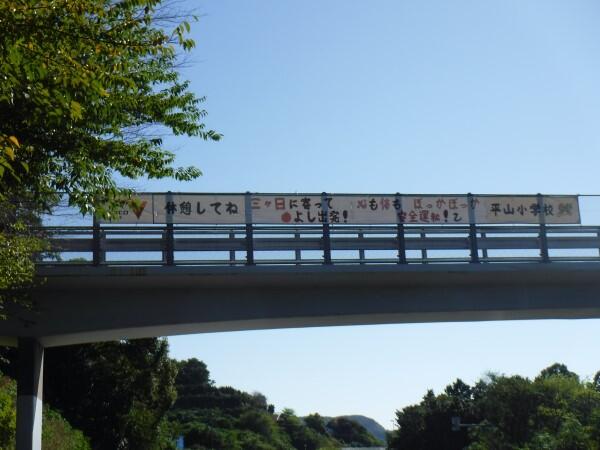 休憩してね
三ヶ日に寄って
よし出発!
心も体も ぽっかぽっか
安全運転!
平山小学校